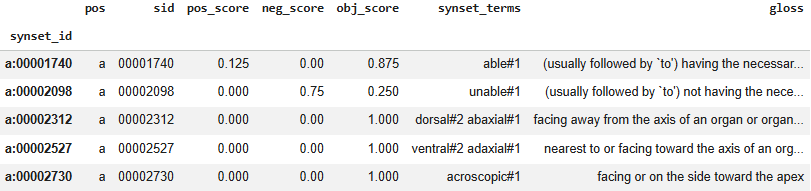 pos sid pos_score neg_score obj_score synset_terms gloss
synset_id
a:00001740 a 00001740 0.125 0.00 0.875 able#1 (usually followed by `to') having the necessar...
a:00002098 a 00002098 0.000 0.75 0.250 unable#1 (usually followed by `to') not having the nece...
a:00002312 a 00002312 0.000 0.00 1.000 dorsal#2 abaxial#1 facing away from the axis of an organ or organ...
a:00002527 a 00002527 0.000 0.00 1.000 ventral#2 adaxial#1 nearest to or facing toward the axis of an org...
a:00002730 a 00002730 0.000 0.00 1.000 acroscopic#1 facing or on the side toward the apex